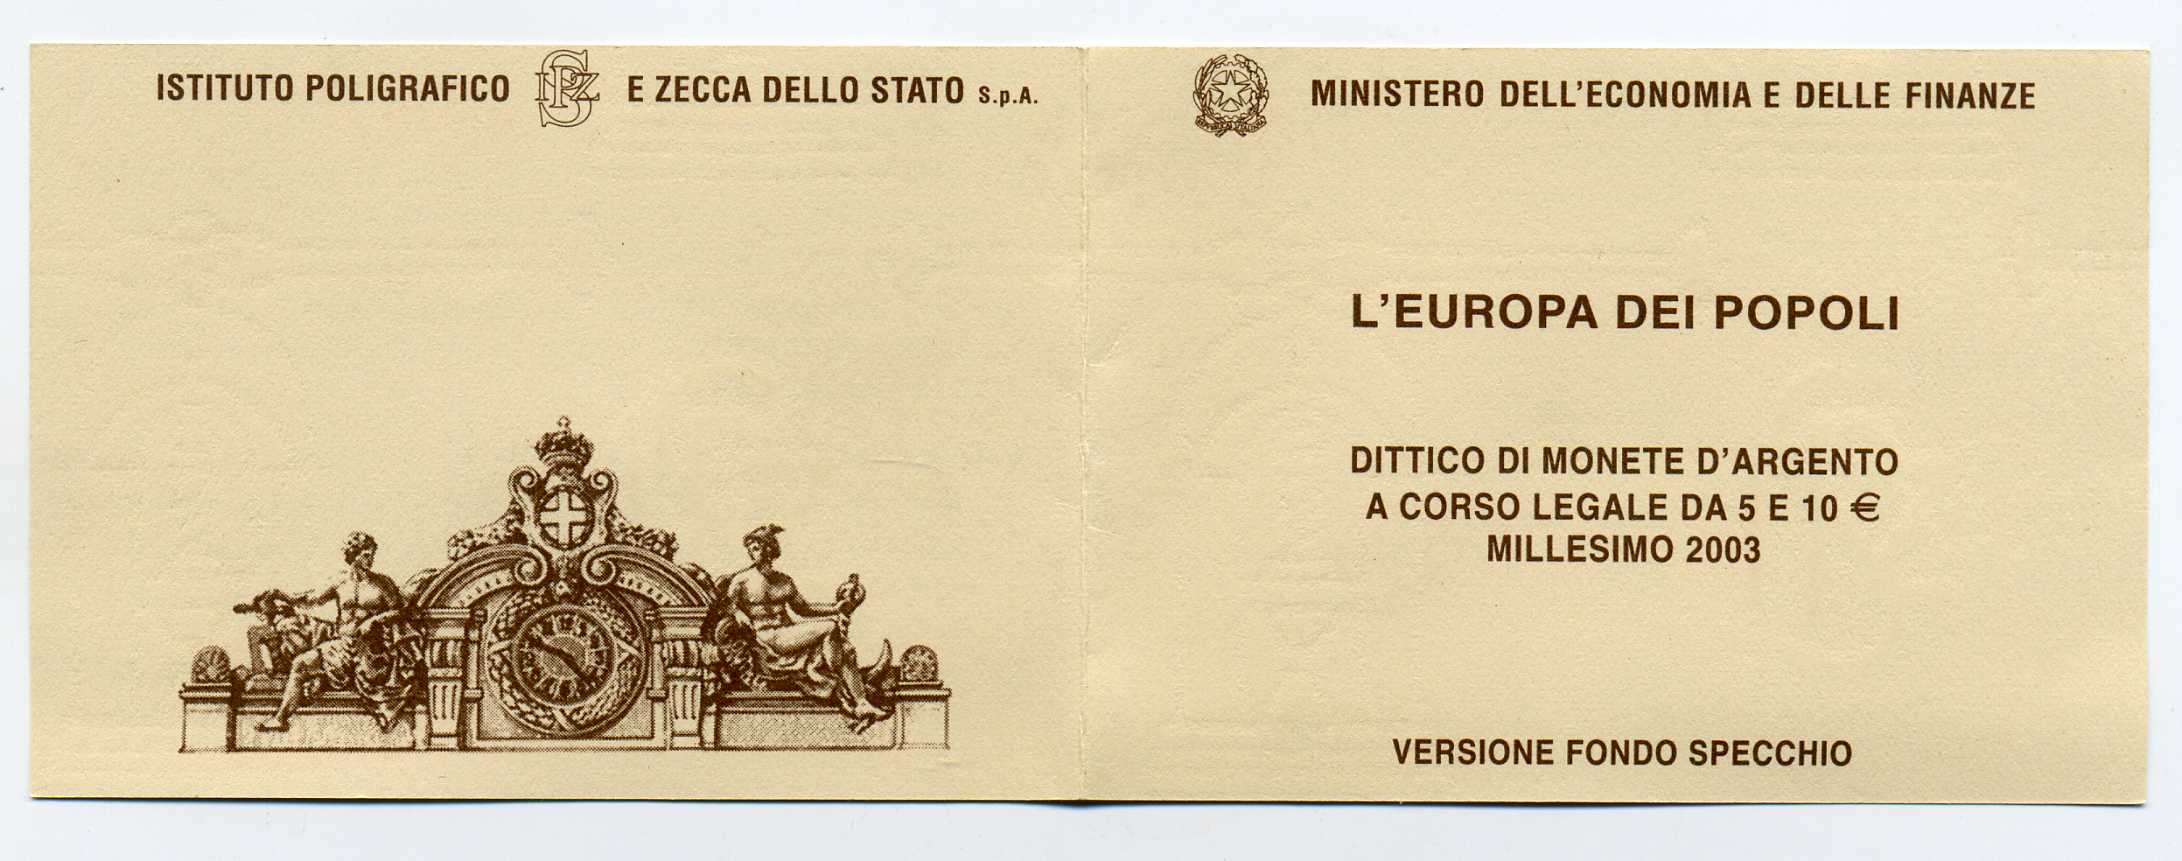 ISTITUTO POLIGRAFICO E ZECCA DELLO STATO S.p.A.
MINISTERO DELL'ECONOMIA E DELLE FINANZE
L'EUROPA DEI POPOLI
DITTICO DI MONETE D'ARGENTO
A CORSO LEGALE DA 5 E 10 €
MILLESIMO 2003
VERSIONE FONDO SPECCHIO